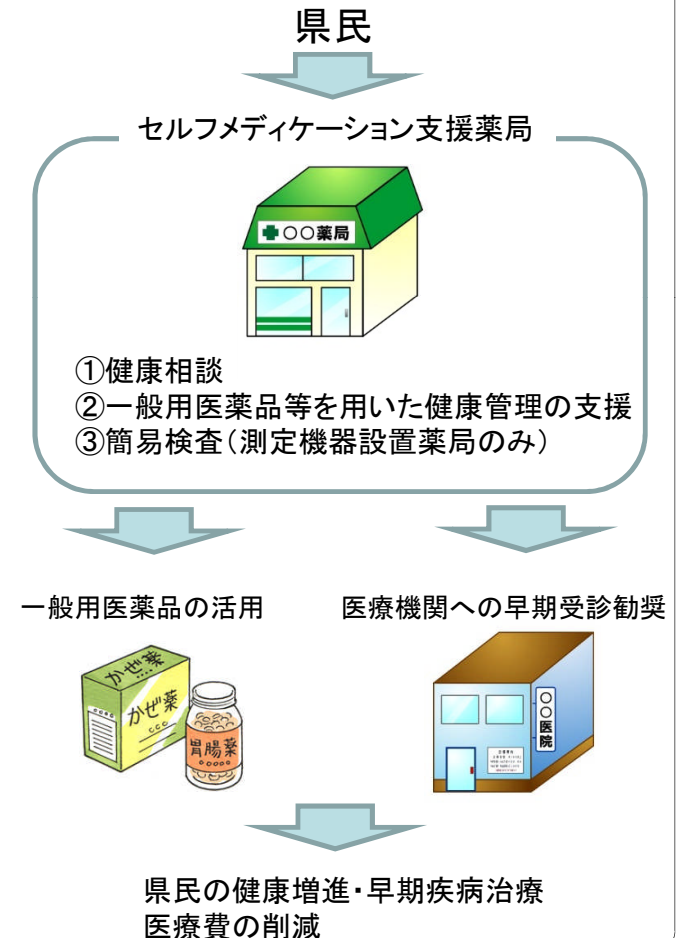 県民
セルフメディケーション支援薬局
○○薬局
①健康相談
②一般用医薬品等を用いた健康管理の支援
③簡易検査（測定機器設置薬局のみ）
一般用医薬品の活用
医療機関への早期受診勧奨
かぜ薬
かぜ薬
胃腸薬
○○医院
県民の健康増進・早期疾病治療
医療費の削減